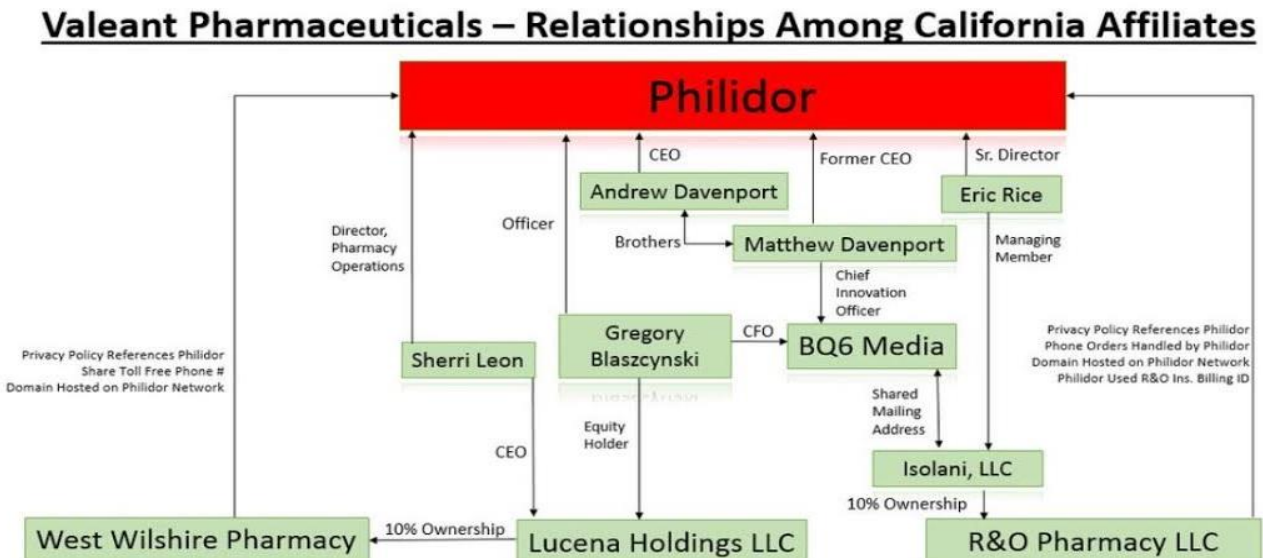 Valeant Pharmaceuticals – Relationships Among California Affiliates
Philidor
CEO
Former CEO
Sr. Director
Andrew Davenport
Eric Rice
Officer
Director,
Pharmacy
Operations
Brothers
Matthew Davenport
Managing
Member
Chief
Innovation
Officer
Gregory
Blaszcynski
CFO
BQ6 Media
Sherri Leon
Privacy Policy References Philidor
Share Toll Free Phone #
Domain Hosted on Philidor Network
Privacy Policy References Philidor
Phone Orders Handled by Philidor
Domain Hosted on Philidor Network
Philidor Used R&O Ins. Billing ID
Shared
Mailing
Address
Equity
Holder
CEO
Isolani, LLC
10% Ownership
West Wilshire Pharmacy
10% Ownership
Lucena Holdings LLC
R&O Pharmacy LLC